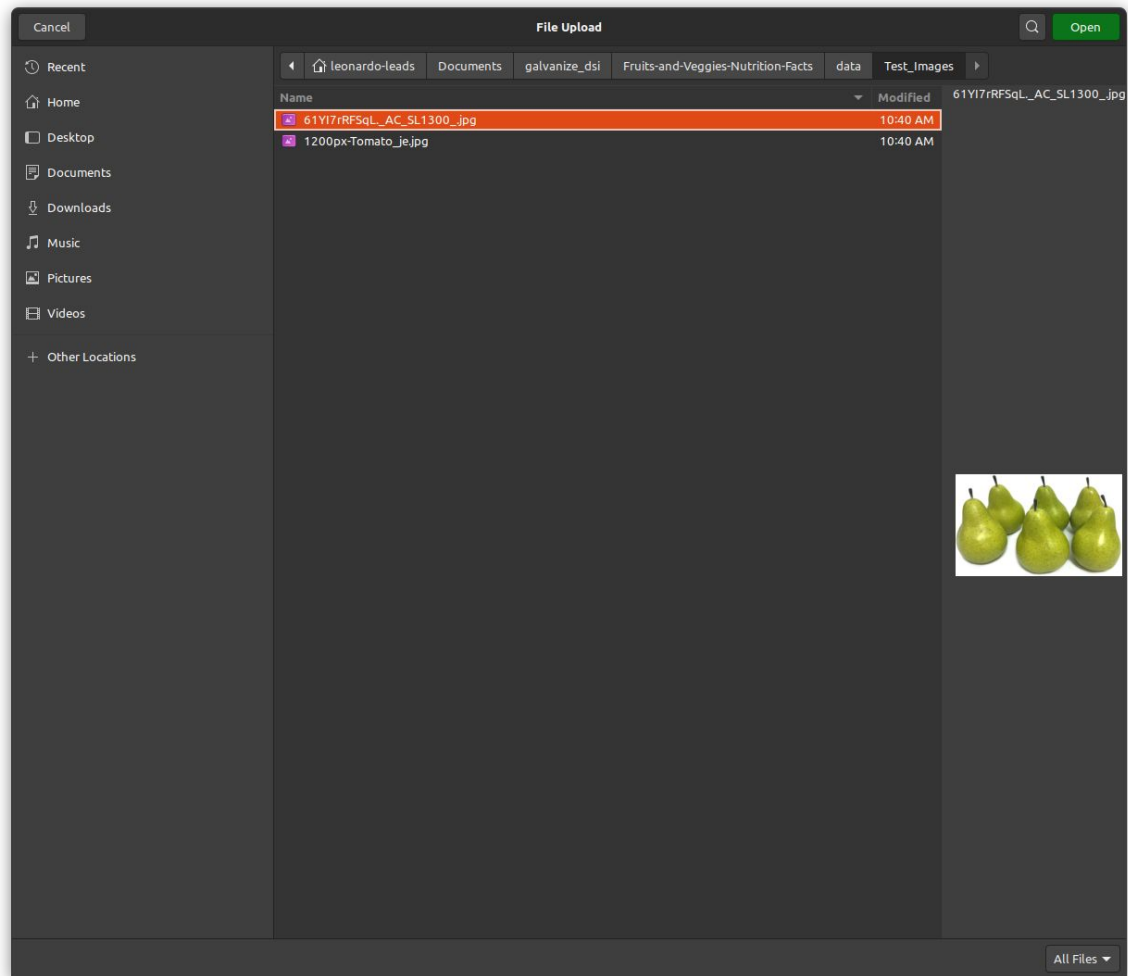 Cancel File Upload Open
Recent
Home
Desktop
Documents
Downloads
Music
Pictures
Videos
Other Locations
leonardo-leads Documents galvanize_dsi Fruits-and-Veggies-Nutrition-Facts data Test_Images
Name Modified
61YI7rRFSqL._AC_SL1300_.jpg 10:40 AM
1200px-Tomato_je.jpg 10:40 AM
61YI7rRFSqL._AC_SL1300_.jpg
All Files